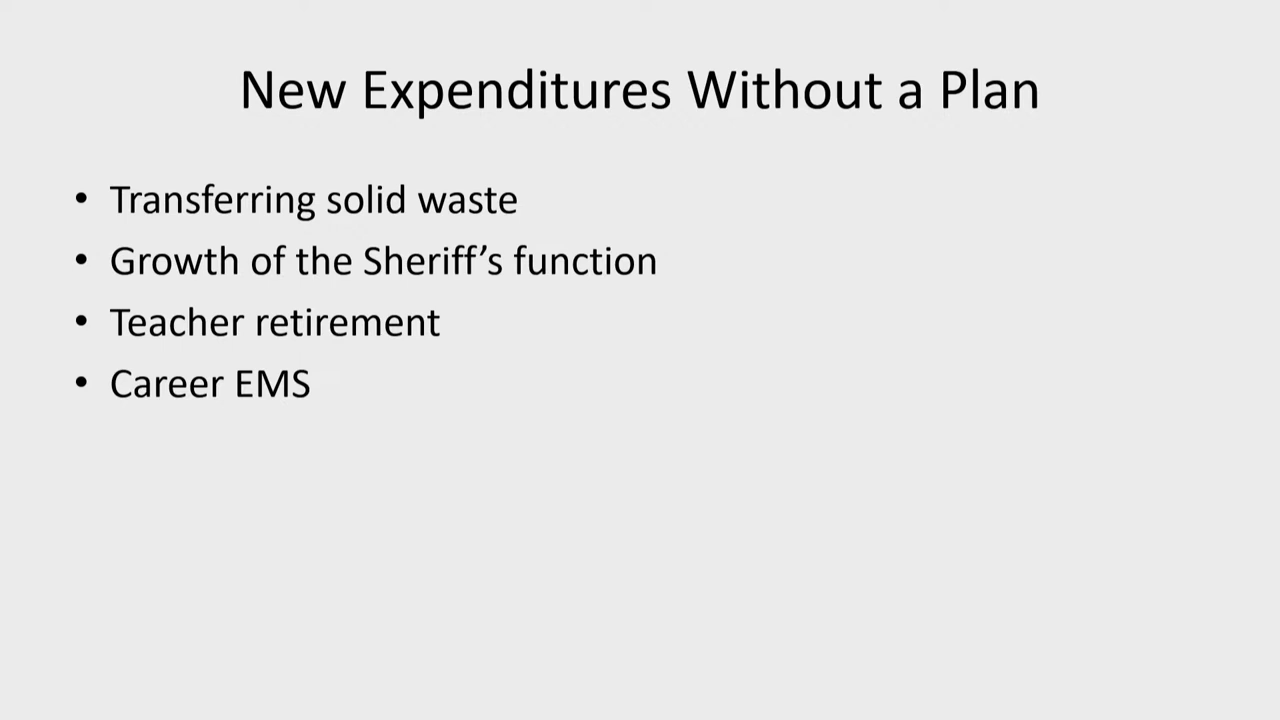 New Expenditures Without a Plan
• Transferring solid waste
• Growth of the Sheriff’s function
• Teacher retirement
• Career EMS